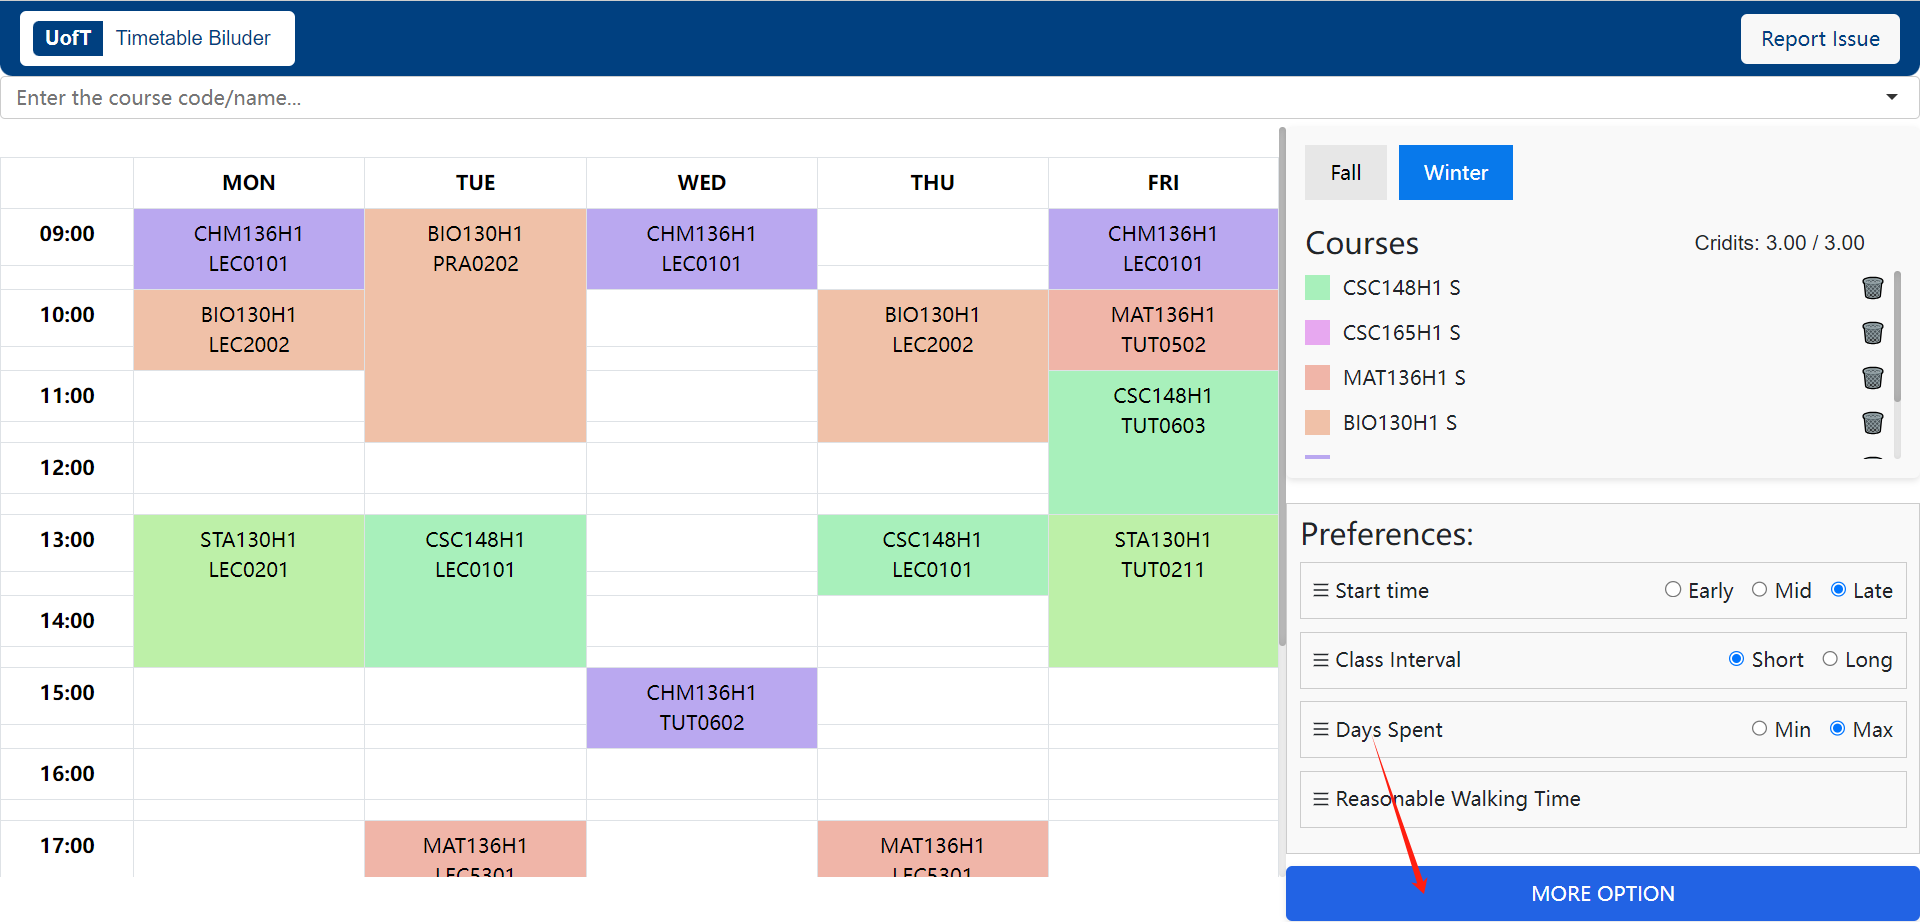 UofT Timetable Biluder
Report Issue
Enter the course code/name...
MON TUE WED THU FRI
09:00
CHM136H1
LEC0101
BIO130H1
PRA0202
CHM136H1
LEC0101
CHM136H1
LEC0101
10:00
BIO130H1
LEC2002
BIO130H1
LEC2002
MAT136H1
TUT0502
11:00
CSC148H1
TUT0603
12:00
13:00
STA130H1
LEC0201
CSC148H1
LEC0101
CSC148H1
LEC0101
STA130H1
TUT0211
14:00
15:00
CHM136H1
TUT0602
16:00
17:00
MAT136H1
LEC5301
MAT136H1
LEC5301
Fall Winter
Courses Cridits: 3.00 / 3.00
CSC148H1 S
CSC165H1 S
MAT136H1 S
BIO130H1 S
Preferences:
Start time Early Mid Late
Class Interval Short Long
Days Spent Min Max
Reasonable Walking Time
MORE OPTION